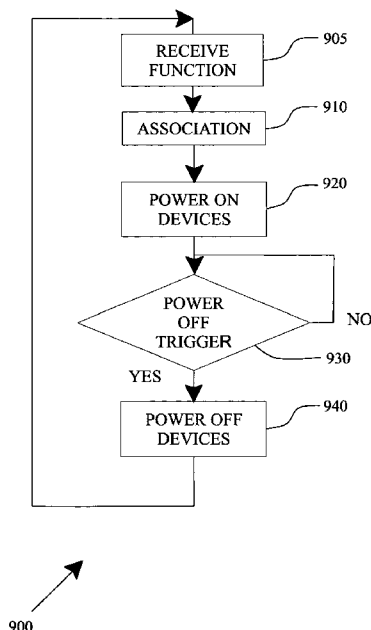 RECEIVE
FUNCTION
905
ASSOCIATION
910
POWER ON
DEVICES
920
POWER
OFF
TRIGGER
NO
930
YES
POWER OFF
DEVICES
940
900